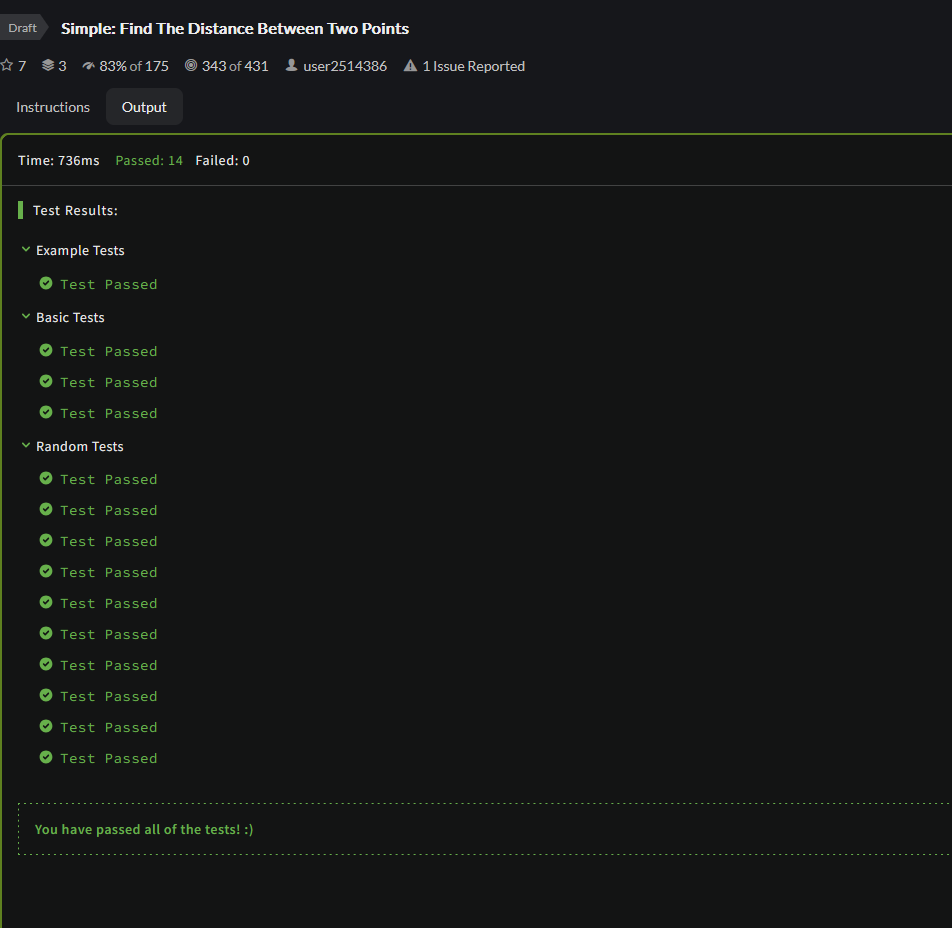 Draft Simple: Find The Distance Between Two Points
7 3 83% of 175 343 of 431 user2514386 1 Issue Reported
Instructions Output
Time: 736ms Passed: 14 Failed: 0
Test Results:
Example Tests
Test Passed
Basic Tests
Test Passed
Test Passed
Test Passed
Random Tests
Test Passed
Test Passed
Test Passed
Test Passed
Test Passed
Test Passed
Test Passed
Test Passed
Test Passed
Test Passed
You have passed all of the tests! :)